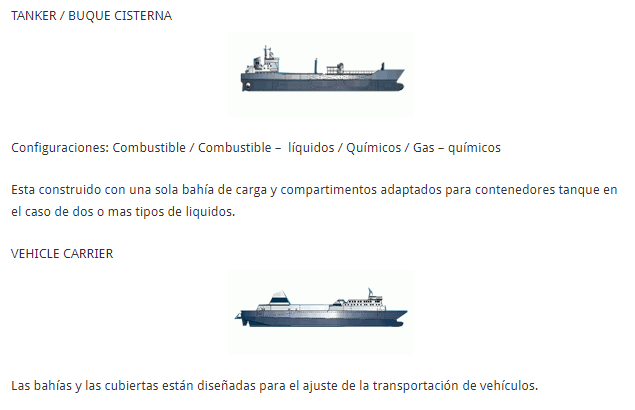 TANKER / BUQUE CISTERNA
Configuraciones: Combustible / Combustible – líquidos / Químicos / Gas – químicos
Esta construido con una sola bahía de carga y compartimentos adaptados para contenedores tanque en
el caso de dos o mas tipos de liquidos.
VEHICLE CARRIER
Las bahías y las cubiertas están diseñadas para el ajuste de la transportación de vehículos.